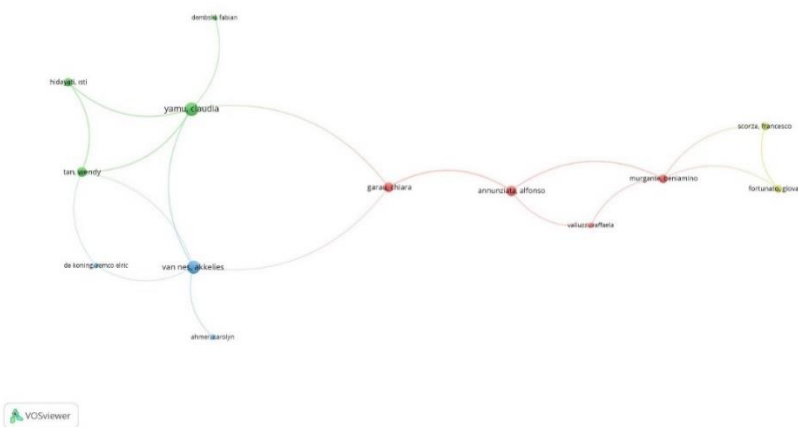 dembski, fabian
hidayati, isti
yamu, claudia
scorza, francesco
tan, wendy
murgante, beniamino
garau, chiara
annunziata, alfonso
fortunato, giova
valluzzi, raffaela
de koning, remco elric
van nes, akkelies
ahmer, carolyn
VOSviewer